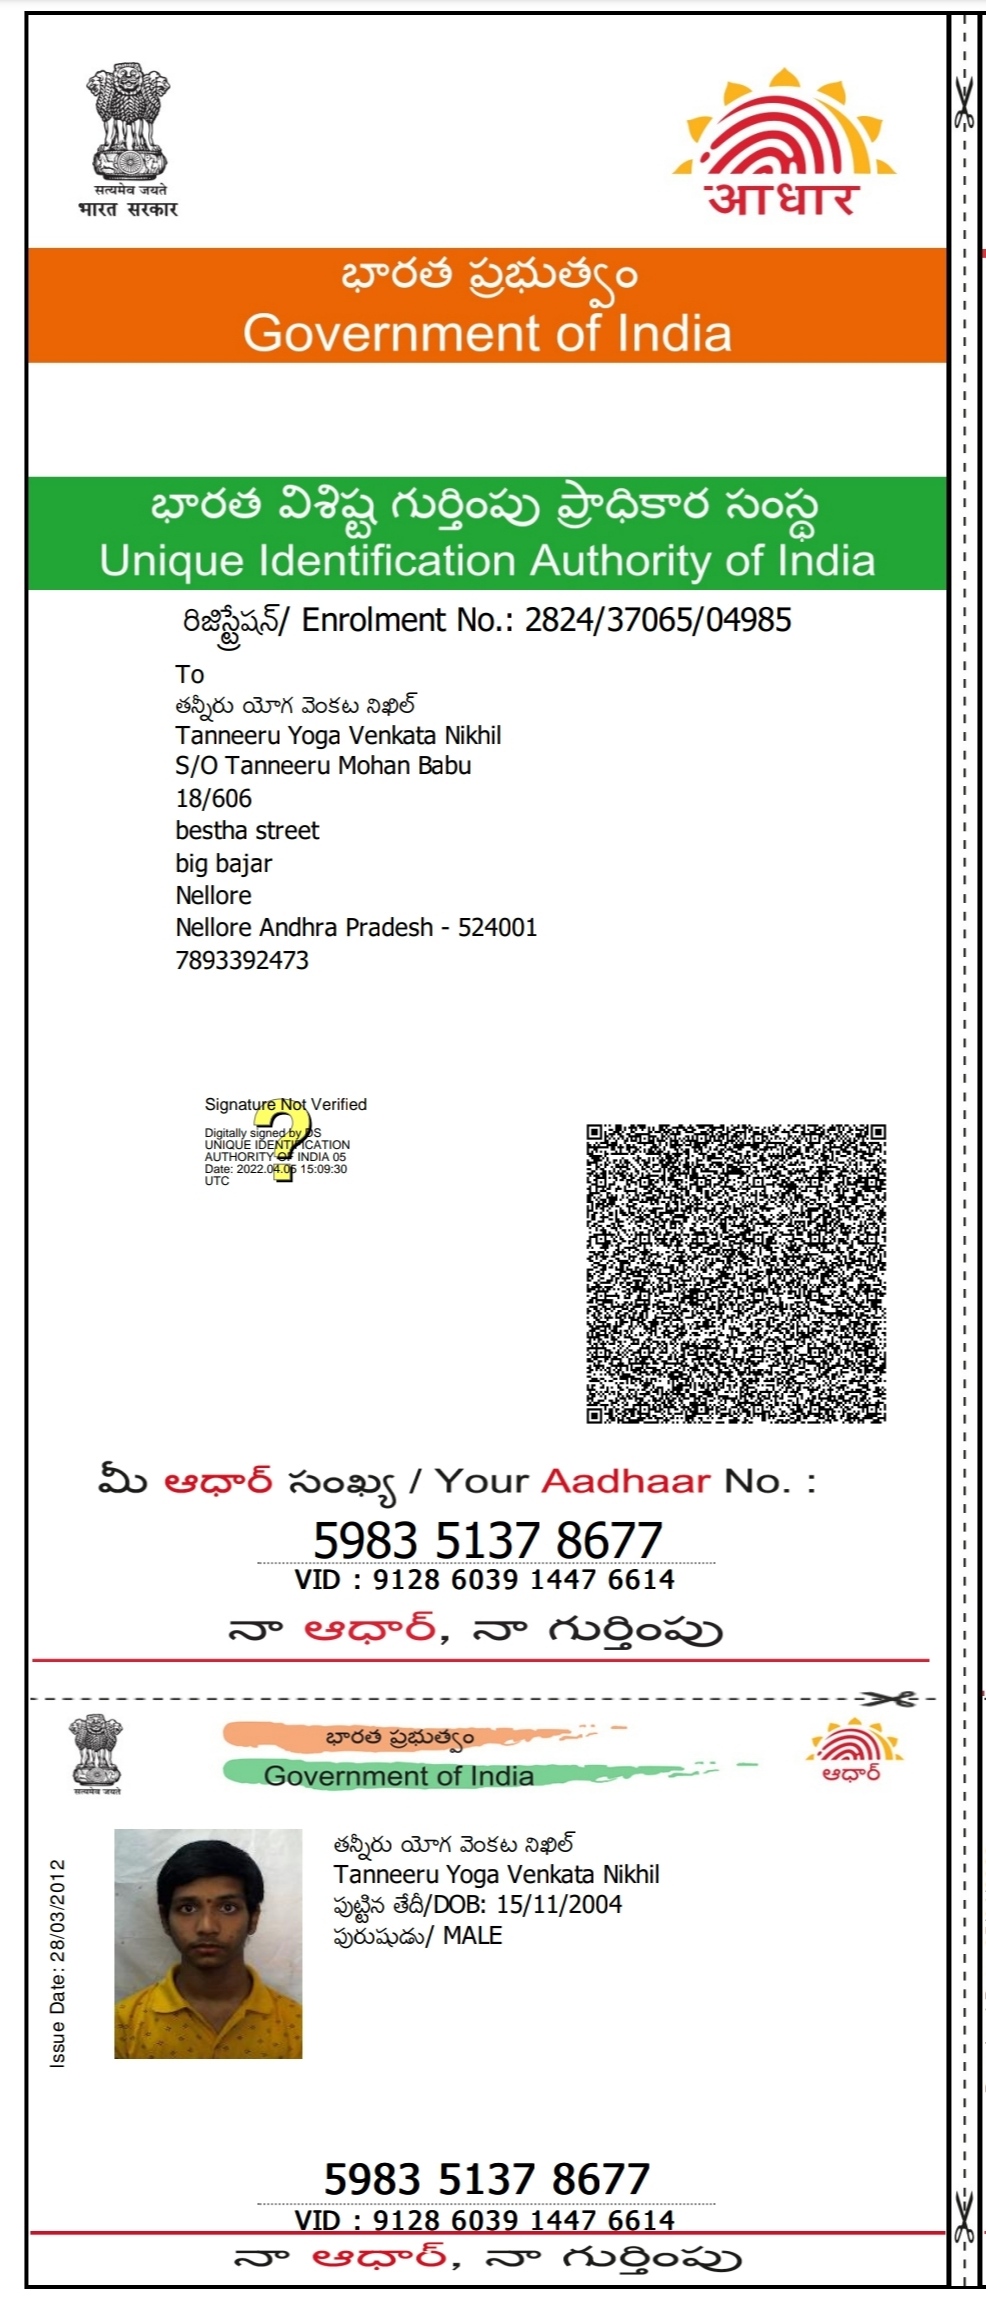 सत्यमेव जयते
भारत सरकार
आधार
భారత ప్రభుత్వం
Government of India
భారత విశిష్ట గుర్తింపు ప్రాధికార సంస్థ
Unique Identification Authority of India
రిజిస్ట్రేషన్/ Enrolment No.: 2824/37065/04985
To
తన్నీరు యోగ వెంకట నిఖిల్
Tanneeru Yoga Venkata Nikhil
S/O Tanneeru Mohan Babu
18/606
bestha street
big bajar
Nellore
Nellore Andhra Pradesh - 524001
7893392473
Signature Not Verified
Digitally signed by DS
UNIQUE IDENTIFICATION
AUTHORITY OF INDIA 05
Date: 2022.04.05 15:09:30
UTC
మీ ఆధార్ సంఖ్య / Your Aadhaar No. :
5983 5137 8677
VID : 9128 6039 1447 6614
నా ఆధార్, నా గుర్తింపు
सत्यमेव जयते
భారత ప్రభుత్వం
Government of India
ఆధార్
Issue Date: 28/03/2012
తన్నీరు యోగ వెంకట నిఖిల్
Tanneeru Yoga Venkata Nikhil
పుట్టిన తేదీ/DOB: 15/11/2004
పురుషుడు/ MALE
5983 5137 8677
VID : 9128 6039 1447 6614
నా ఆధార్, నా గుర్తింపు